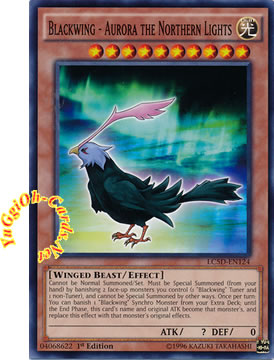 Blackwing - Aurora the Northern Lights
YuGgiOh-Cards.Net
LC5D-EN124
[Winged Beast/Effect]
Cannot be Normal Summoned/Set. Must be Special Summoned (from your
hand) by banishing 2 face-up monsters you control (1 "Blackwing" Tuner and
1 non-Tuner), and cannot be Special Summoned by other ways. Once per turn: You
can banish 1 "Blackwing" Synchro Monster from your Extra Deck; until
the End Phase, this card's name and original ATK become that monster's, and
replace this effect with that monster's original effects.
ATK/ ? DEF 0
04068622
1st Edition
©1996 KAZUKI TAKAHASHI